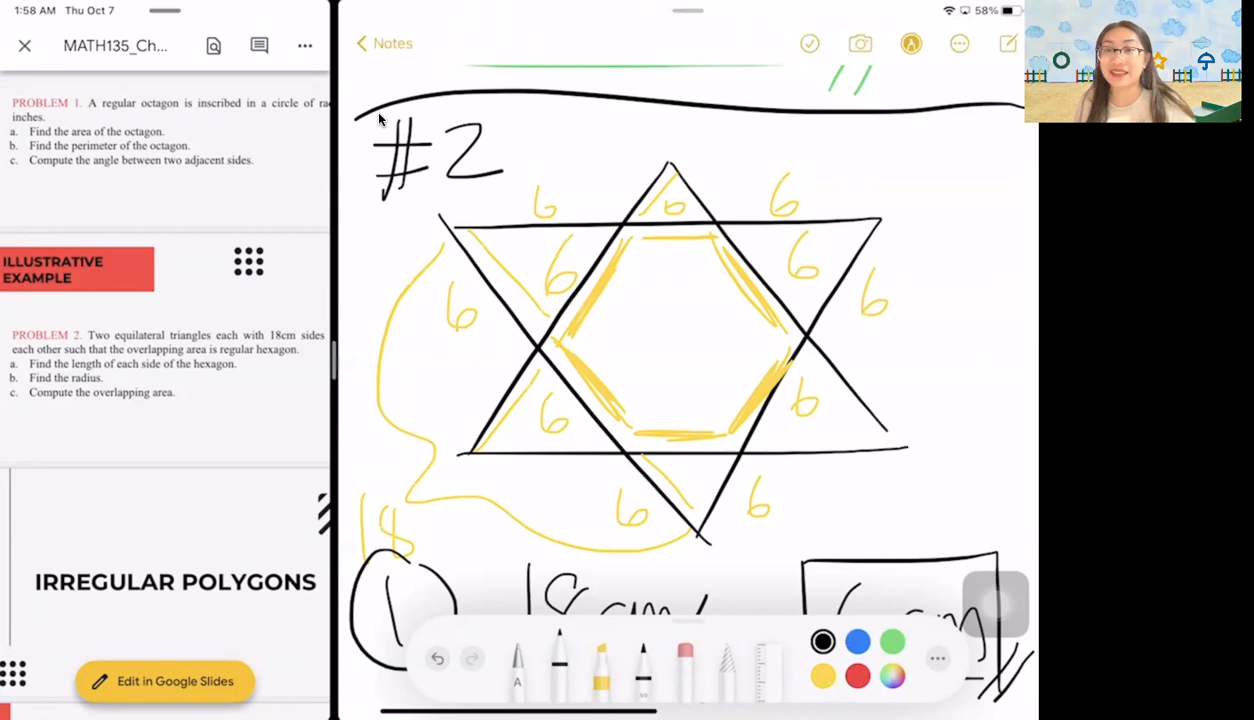 1:58 AM Thu Oct 7
58%
MATH135_Ch...
Notes
PROBLEM 1. A regular octagon is inscribed in a circle of
inches.
a. Find the area of the octagon.
b. Find the perimeter of the octagon.
c. Compute the angle between two adjacent sides.
ILLUSTRATIVE
EXAMPLE
PROBLEM 2. Two equilateral triangles each with 18cm sides
each other such that the overlapping area is regular hexagon.
a. Find the length of each side of the hexagon.
b. Find the radius.
c. Compute the overlapping area.
IRREGULAR POLYGONS
Edit in Google Slides
#2
6
6
6
6
6
6
6
6
6
6
6
18
1
18 cm
A
50